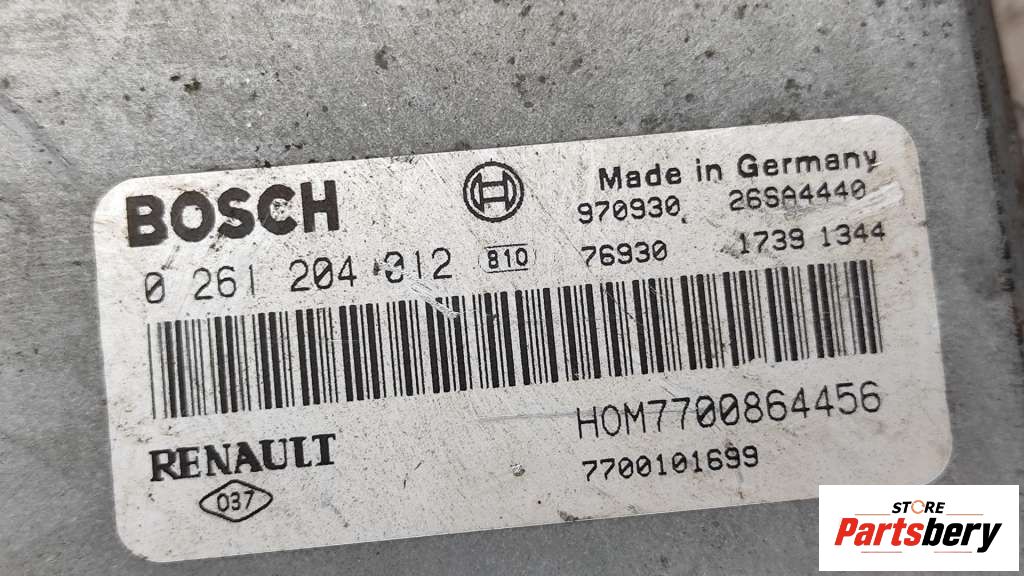 BOSCH
Made in Germany
970930 26SA4440
0 261 204 312 810 76930 1739 1344
HOM7700864456
RENAULT
7700101699
037
STORE
Partsbery